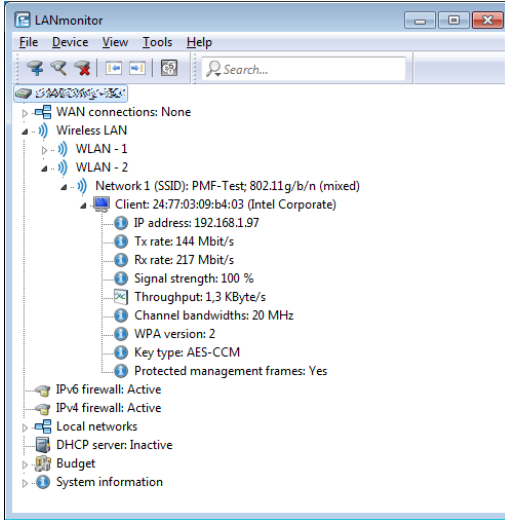 LANmonitor
File Device View Tools Help
Search...
WAN connections: None
Wireless LAN
WLAN - 1
WLAN - 2
Network 1 (SSID): PMF-Test; 802.11g/b/n (mixed)
Client: 24:77:03:09:b4:03 (Intel Corporate)
IP address: 192.168.1.97
Tx rate: 144 Mbit/s
Rx rate: 217 Mbit/s
Signal strength: 100 %
Throughput: 1,3 KByte/s
Channel bandwidths: 20 MHz
WPA version: 2
Key type: AES-CCM
Protected management frames: Yes
IPv6 firewall: Active
IPv4 firewall: Active
Local networks
DHCP server: Inactive
Budget
System information